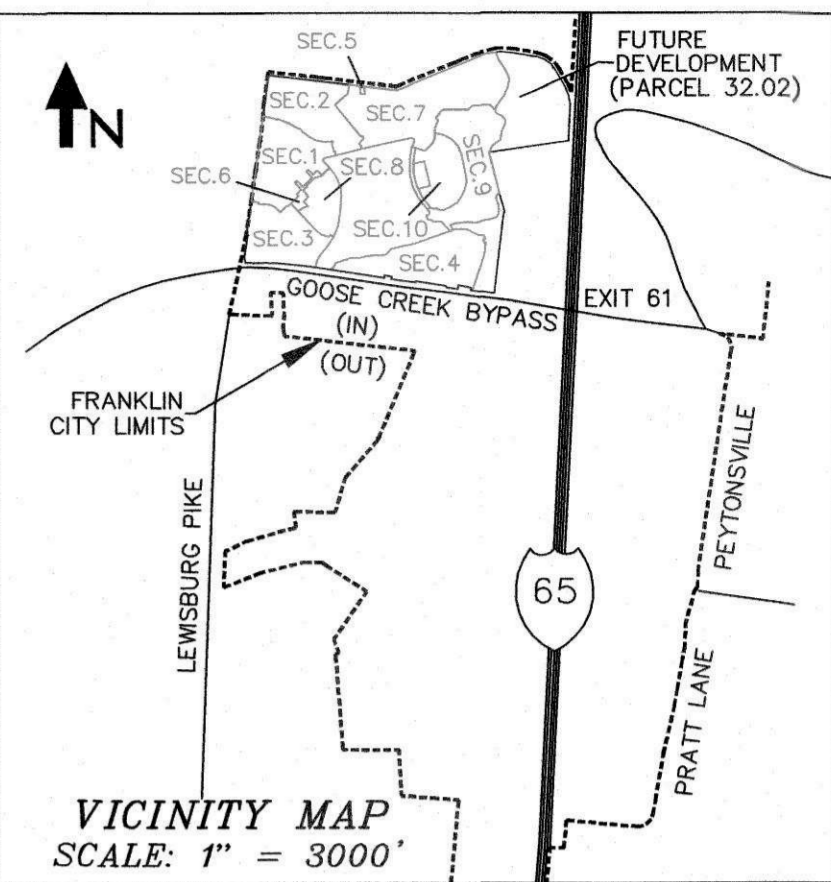 SEC.5
FUTURE
DEVELOPMENT
(PARCEL 32.02)
N
SEC.2
SEC.7
SEC.1
SEC.8
SEC.6
SEC.9
SEC.10
SEC.3
SEC.4
GOOSE CREEK BYPASS
EXIT 61
(IN)
(OUT)
FRANKLIN
CITY LIMITS
LEWISBURG PIKE
PEYTONSVILLE
65
PRATT LANE
VICINITY MAP
SCALE: 1" = 3000'